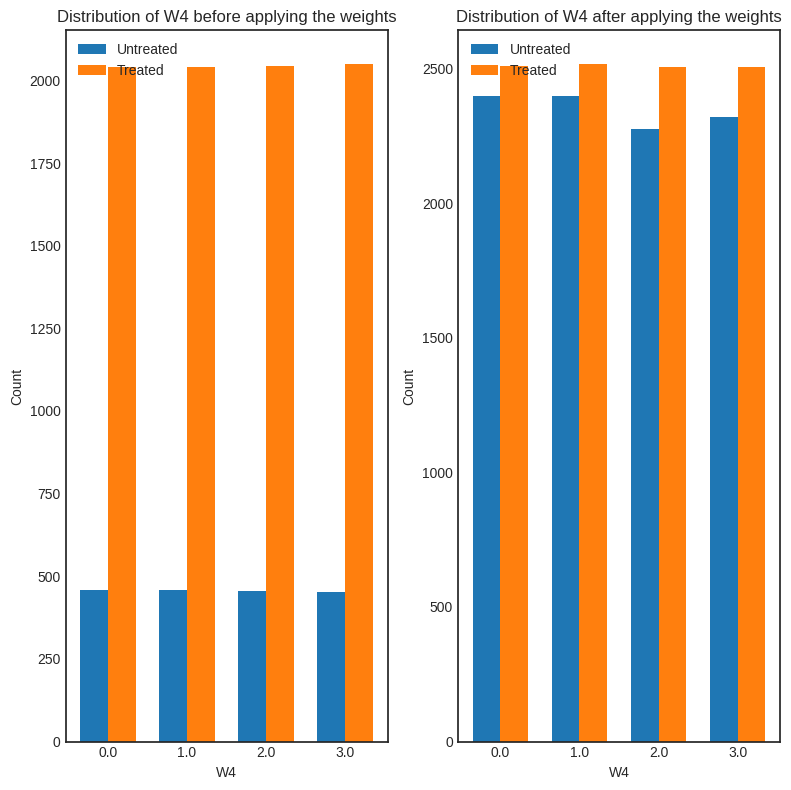 Distribution of W4 before applying the weights
Untreated
Treated
2000
1750
1500
1250
1000
750
500
250
0
Count
0.0 1.0 2.0 3.0
W4
Distribution of W4 after applying the weights
Untreated
Treated
2500
2000
1500
1000
500
0
Count
0.0 1.0 2.0 3.0
W4